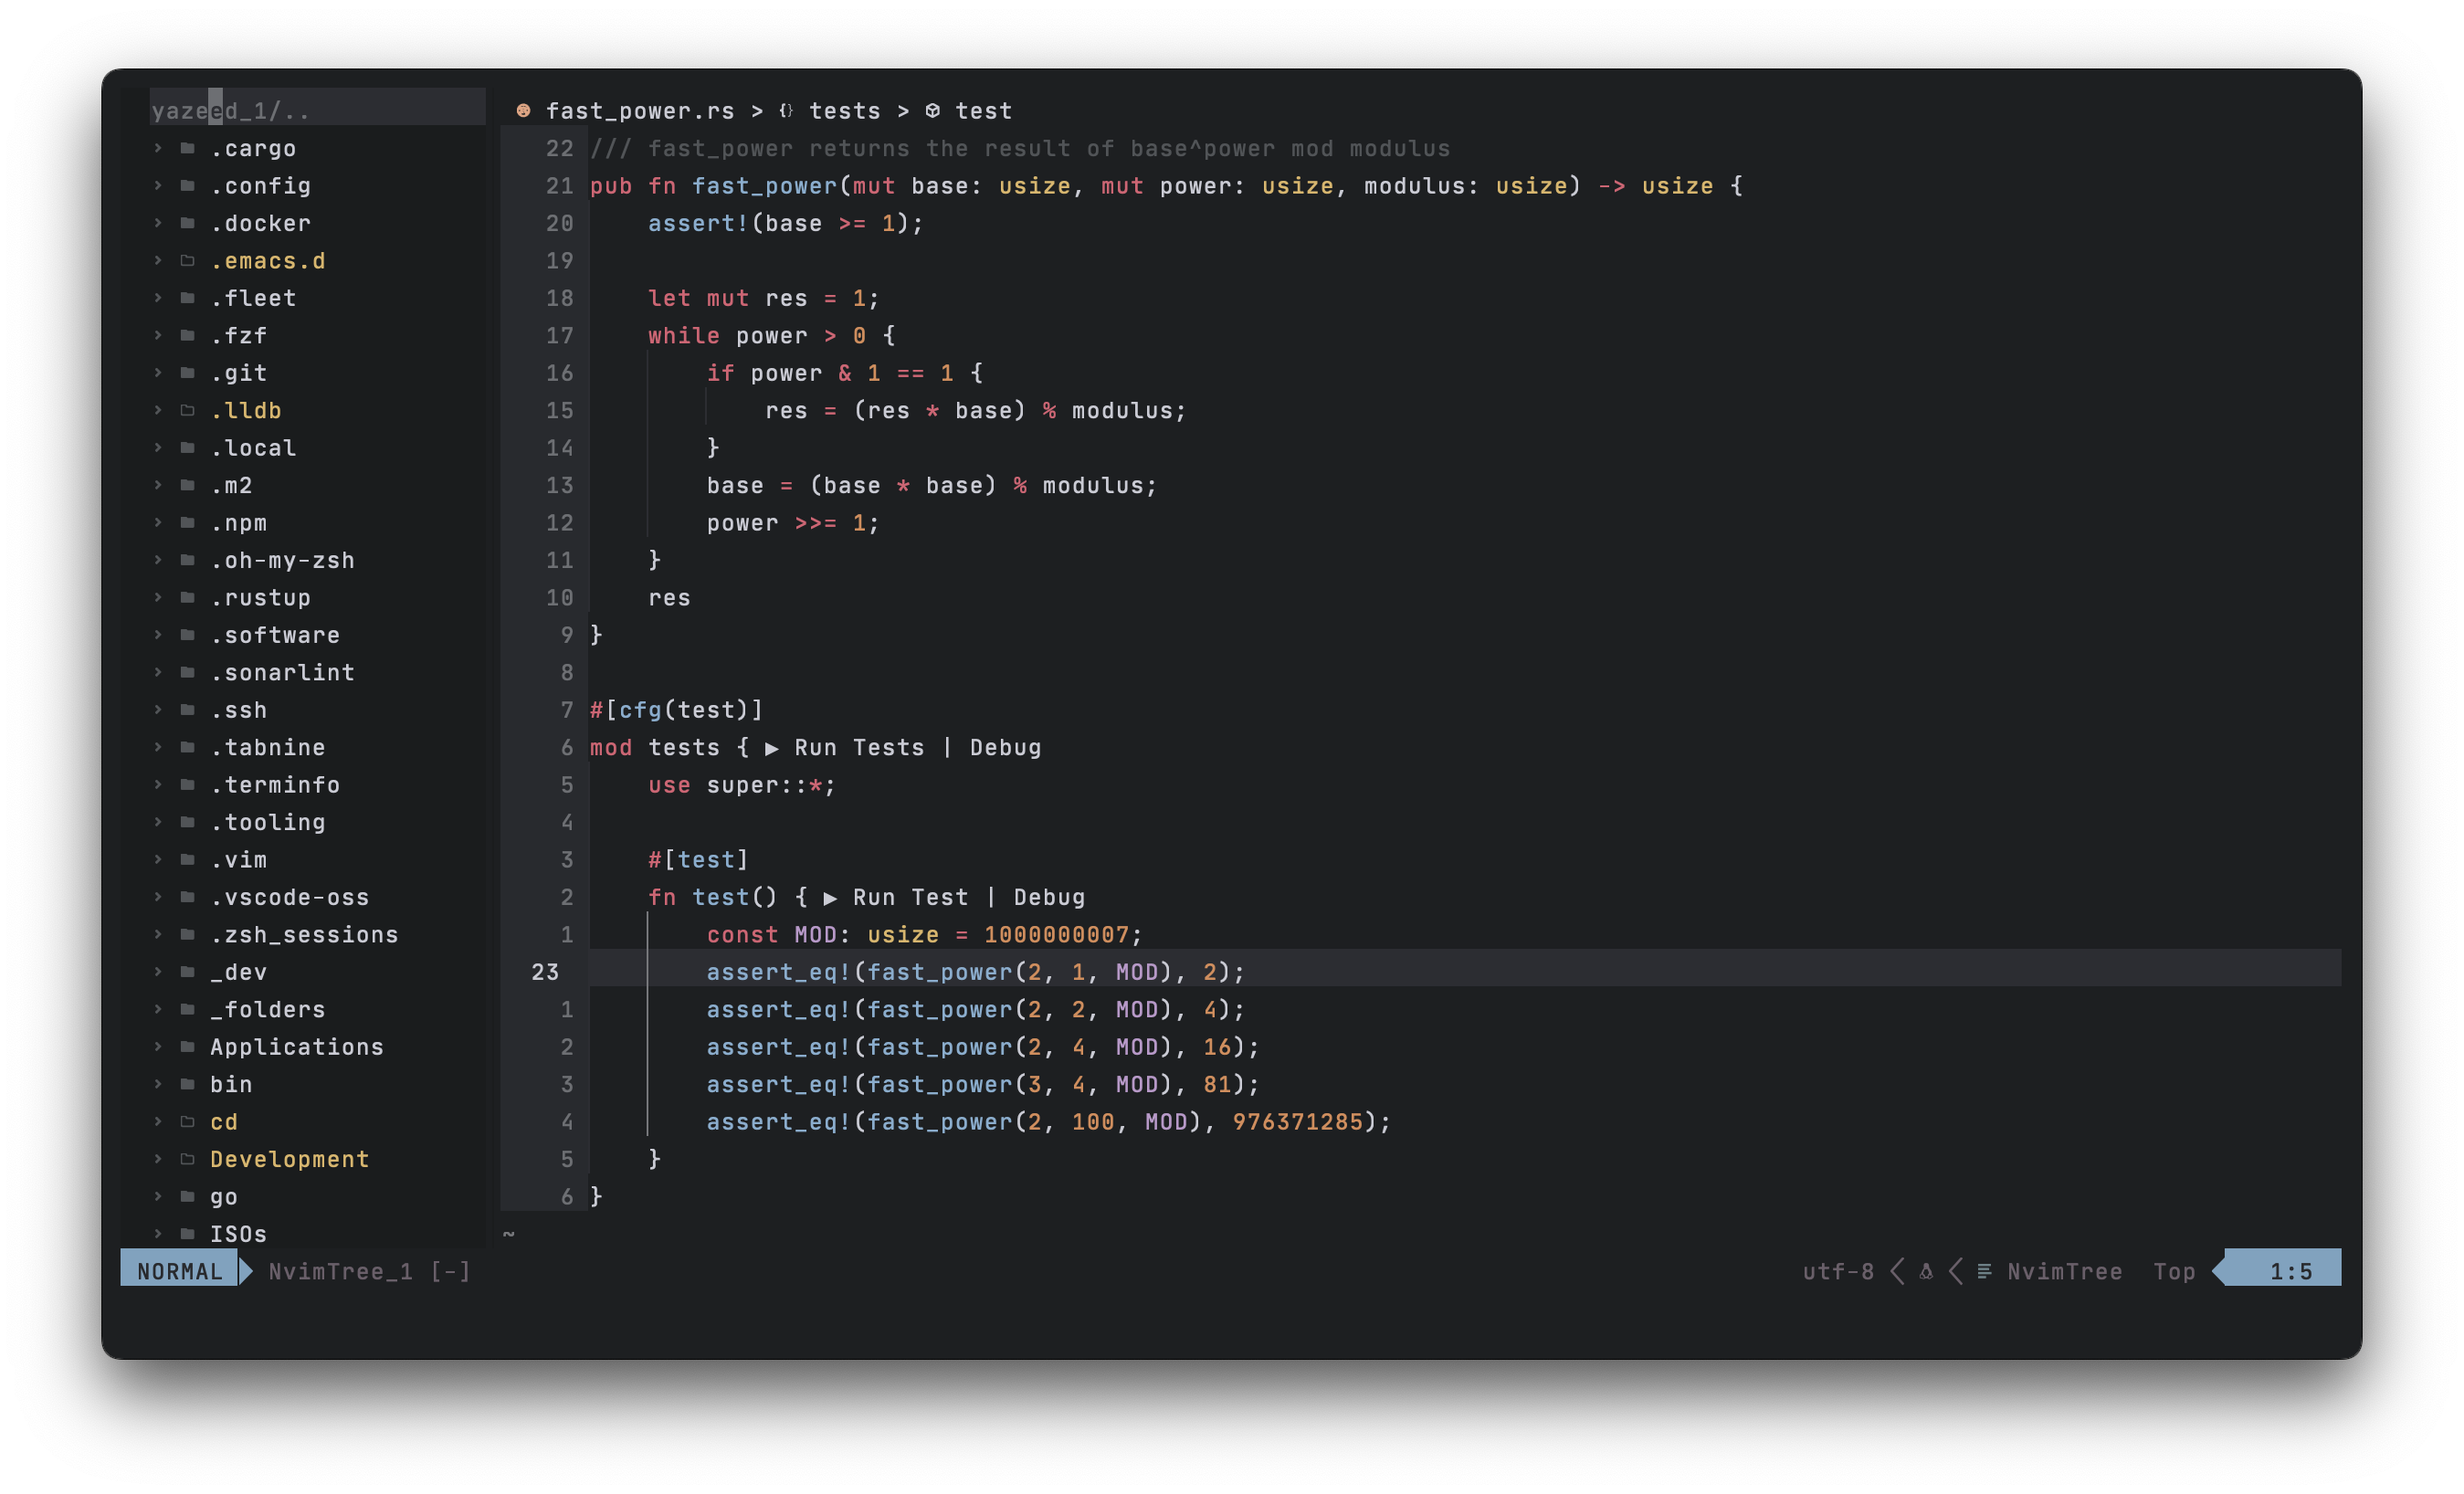 yazeed_1/..
.cargo
.config
.docker
.emacs.d
.fleet
.fzf
.git
.lldb
.local
.m2
.npm
.oh-my-zsh
.rustup
.software
.sonarlint
.ssh
.tabnine
.terminfo
.tooling
.vim
.vscode-oss
.zsh_sessions
_dev
_folders
Applications
bin
cd
Development
go
ISOs
fast_power.rs > {} tests > test
22 /// fast_power returns the result of base^power mod modulus
21 pub fn fast_power(mut base: usize, mut power: usize, modulus: usize) -> usize {
20     assert!(base >= 1);
19
18     let mut res = 1;
17     while power > 0 {
16         if power & 1 == 1 {
15             res = (res * base) % modulus;
14         }
13         base = (base * base) % modulus;
12         power >>= 1;
11     }
10     res
9 }
8
7 #[cfg(test)]
6 mod tests { ▶ Run Tests | Debug
5     use super::*;
4
3     #[test]
2     fn test() { ▶ Run Test | Debug
1         const MOD: usize = 1000000007;
23         assert_eq!(fast_power(2, 1, MOD), 2);
1         assert_eq!(fast_power(2, 2, MOD), 4);
2         assert_eq!(fast_power(2, 4, MOD), 16);
3         assert_eq!(fast_power(3, 4, MOD), 81);
4         assert_eq!(fast_power(2, 100, MOD), 976371285);
5     }
6 }
~
NORMAL NvimTree_1 [-] utf-8 NvimTree Top 1:5